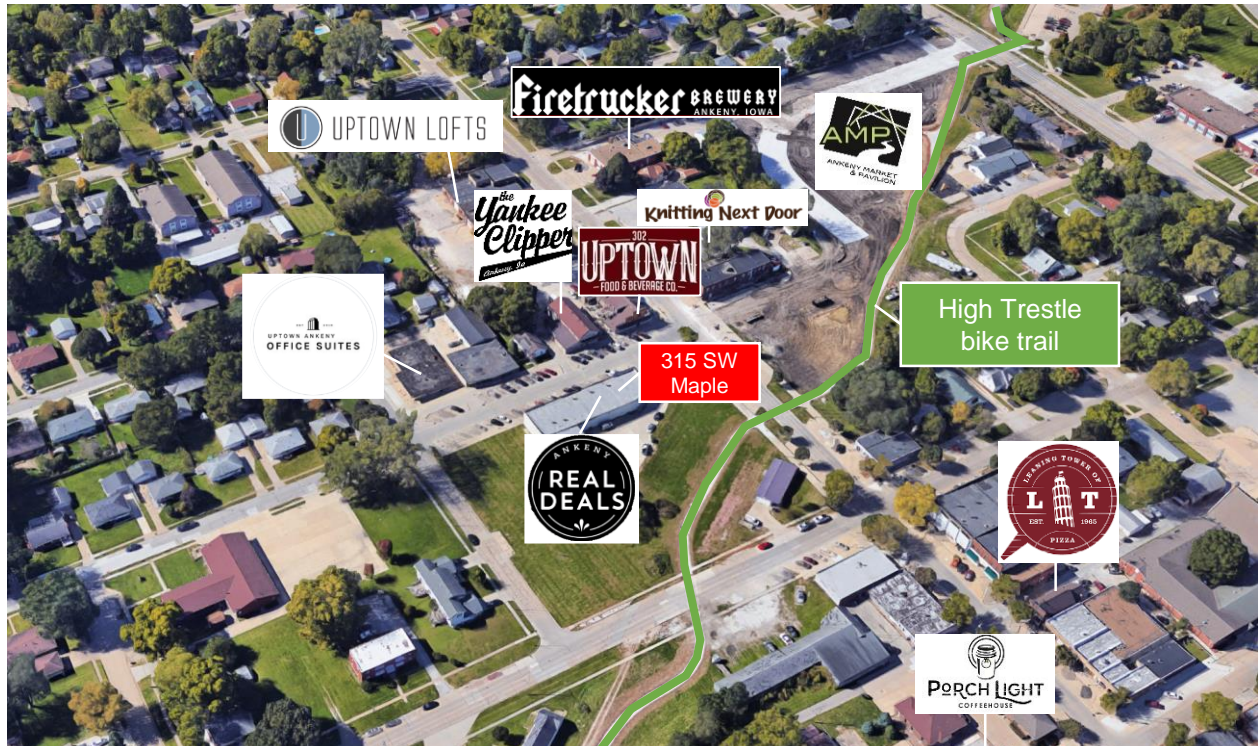 Firetrucker BREWERY
ANKENY, IOWA
U UPTOWN LOFTS
AMP
ANKENY MARKET
& PAVILION
the
Yankee
Clipper
Ankeny, Ia
Knitting Next Door
302
UPTOWN
FOOD & BEVERAGE CO.
UPTOWN ANKENY
OFFICE SUITES
High Trestle
bike trail
315 SW
Maple
ANKENY
REAL
DEALS
LEANING TOWER OF
L T
EST. 1965
PIZZA
PORCH LIGHT
COFFEEHOUSE